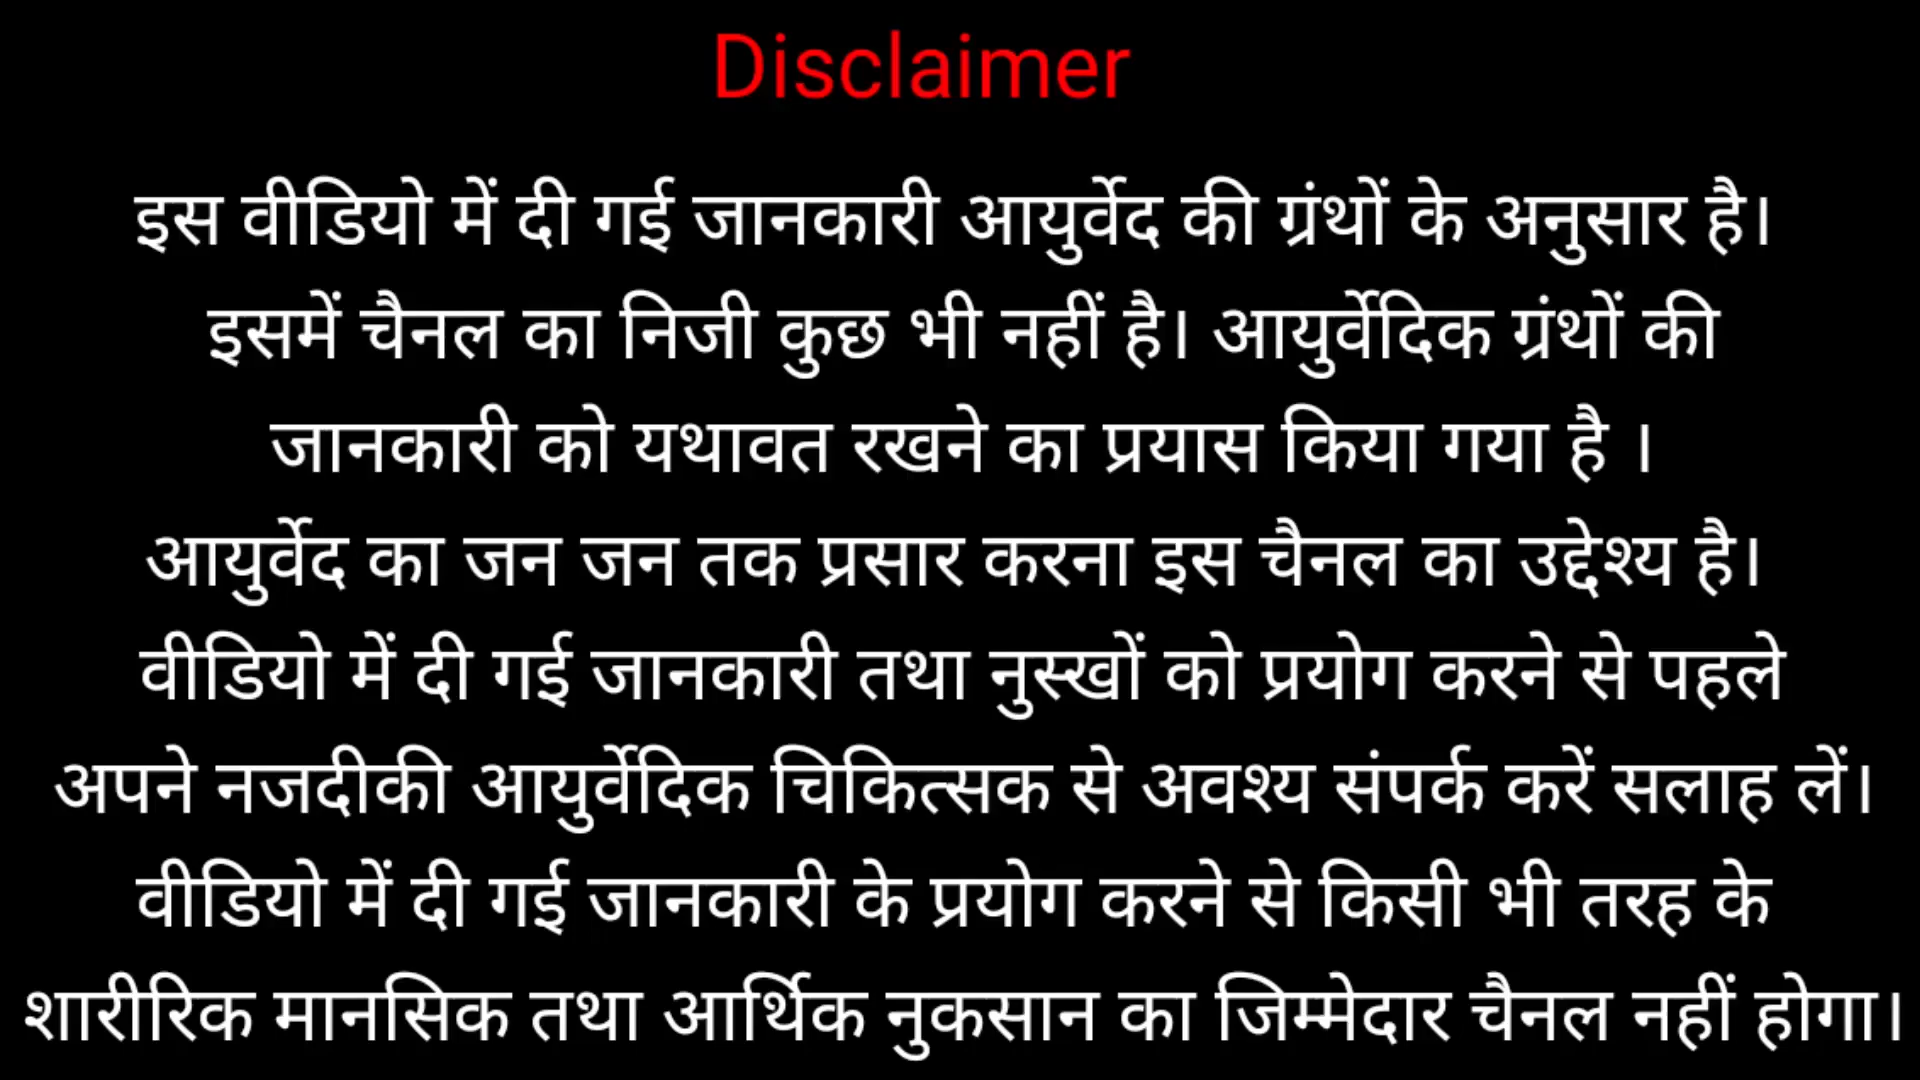 Disclaimer
इस वीडियो में दी गई जानकारी आयुर्वेद की ग्रंथों के अनुसार है।
इसमें चैनल का निजी कुछ भी नहीं है। आयुर्वेदिक ग्रंथों की
जानकारी को यथावत रखने का प्रयास किया गया है ।
आयुर्वेद का जन जन तक प्रसार करना इस चैनल का उद्देश्य है।
वीडियो में दी गई जानकारी तथा नुस्खों को प्रयोग करने से पहले
अपने नजदीकी आयुर्वेदिक चिकित्सक से अवश्य संपर्क करें सलाह लें।
वीडियो में दी गई जानकारी के प्रयोग करने से किसी भी तरह के
शारीरिक मानसिक तथा आर्थिक नुकसान का जिम्मेदार चैनल नहीं होगा।